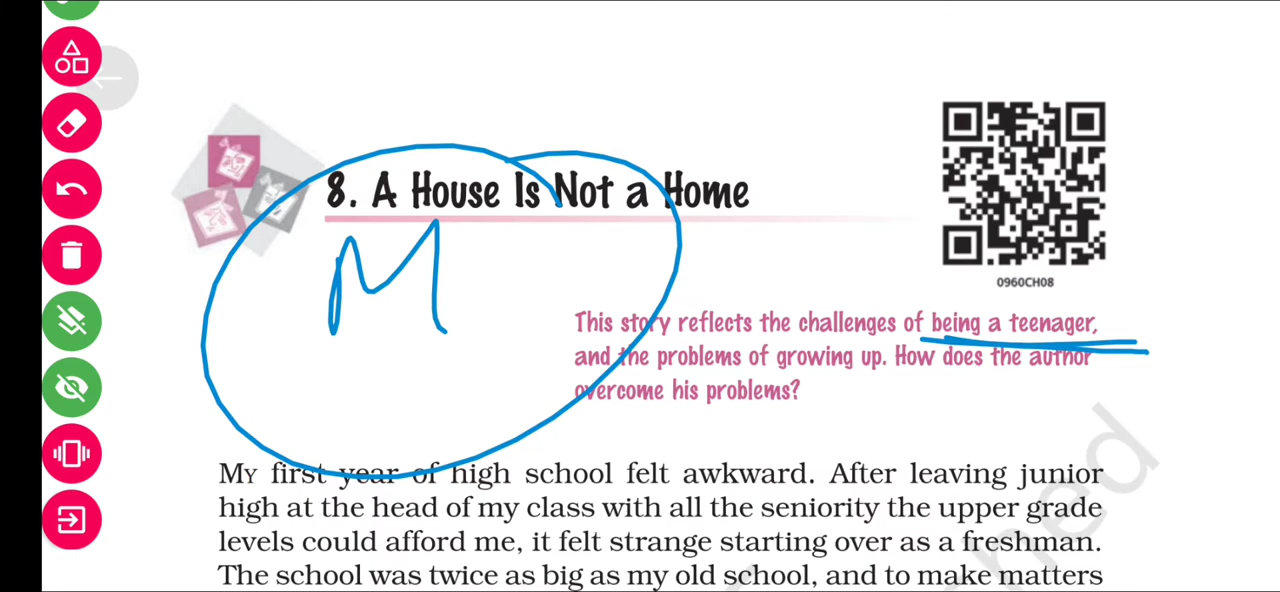 8. A House Is Not a Home
M
0960CH08
This story reflects the challenges of being a teenager,
and the problems of growing up. How does the author
overcome his problems?
My first year of high school felt awkward. After leaving junior
high at the head of my class with all the seniority the upper grade
levels could afford me, it felt strange starting over as a freshman.
The school was twice as big as my old school, and to make matters